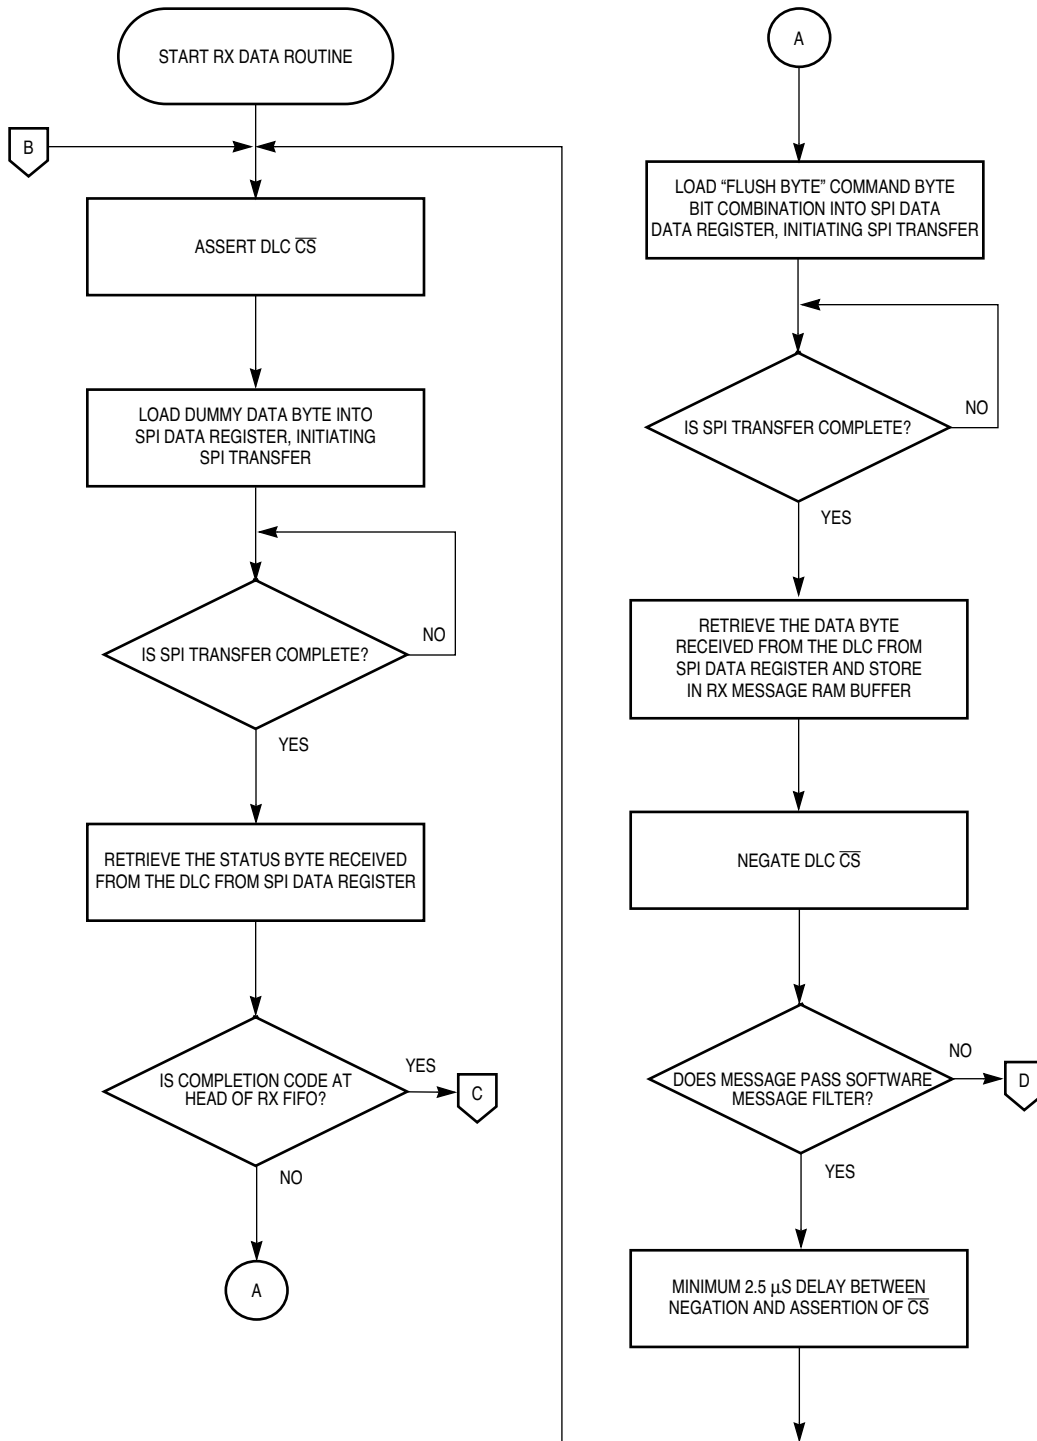 START RX DATA ROUTINE
B
ASSERT DLC C̅S̅
LOAD DUMMY DATA BYTE INTO
SPI DATA REGISTER, INITIATING
SPI TRANSFER
IS SPI TRANSFER COMPLETE?
NO
YES
RETRIEVE THE STATUS BYTE RECEIVED
FROM THE DLC FROM SPI DATA REGISTER
IS COMPLETION CODE AT
HEAD OF RX FIFO?
YES
C
NO
A
A
LOAD “FLUSH BYTE” COMMAND BYTE
BIT COMBINATION INTO SPI DATA
DATA REGISTER, INITIATING SPI TRANSFER
IS SPI TRANSFER COMPLETE?
NO
YES
RETRIEVE THE DATA BYTE
RECEIVED FROM THE DLC FROM
SPI DATA REGISTER AND STORE
IN RX MESSAGE RAM BUFFER
NEGATE DLC C̅S̅
DOES MESSAGE PASS SOFTWARE
MESSAGE FILTER?
NO
D
YES
MINIMUM 2.5 μS DELAY BETWEEN
NEGATION AND ASSERTION OF C̅S̅